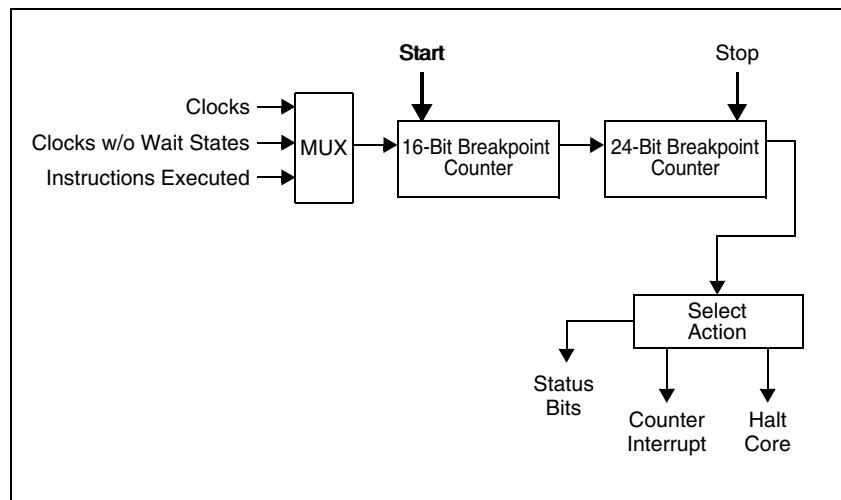 Start
Stop
Clocks
Clocks w/o Wait States
Instructions Executed
MUX
16-Bit Breakpoint
Counter
24-Bit Breakpoint
Counter
Select
Action
Status
Bits
Counter
Interrupt
Halt
Core